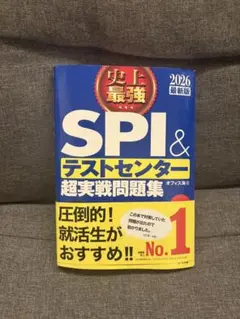 史上
最強
2026
最新版
SPI&
テストセンター
超実戦問題集
オフィス海
圧倒的!
就活生が
おすすめ!!
No.1